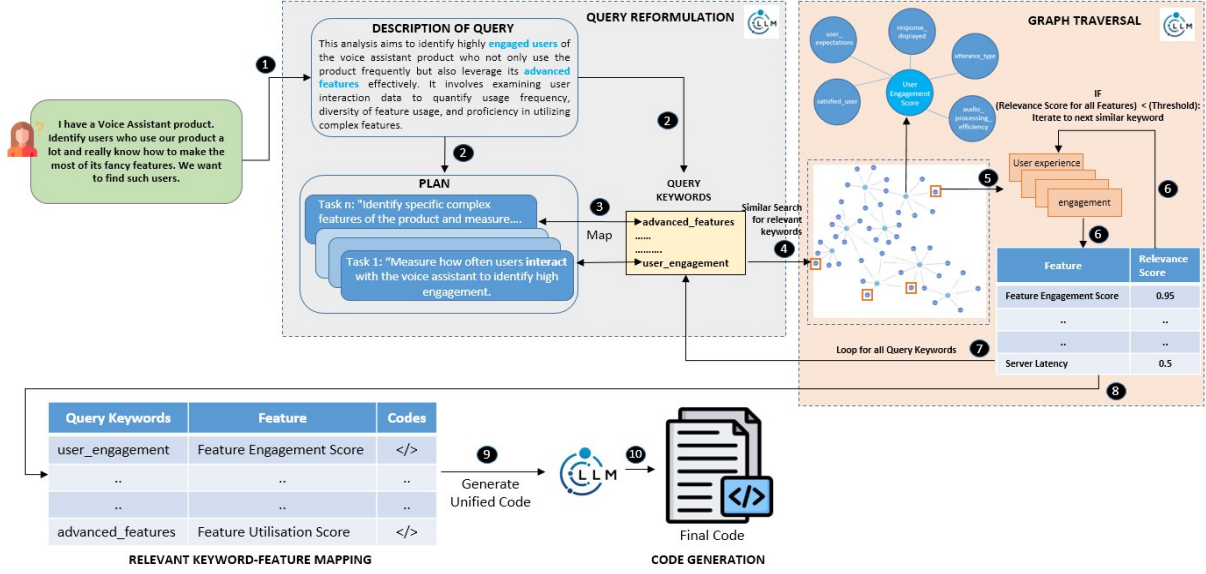 QUERY REFORMULATION
LLM
GRAPH TRAVERSAL
LLM
1
I have a Voice Assistant product.
Identify users who use our product a
lot and really know how to make the
most of its fancy features. We want
to find such users.
?
DESCRIPTION OF QUERY
This analysis aims to identify highly engaged users of
the voice assistant product who not only use the
product frequently but also leverage its advanced
features effectively. It involves examining user
interaction data to quantify usage frequency,
diversity of feature usage, and proficiency in utilizing
complex features.
2
2
PLAN
Task n: "Identify specific complex
features of the product and measure....
Task 1: “Measure how often users interact
with the voice assistant to identify high
engagement.
3
Map
QUERY
KEYWORDS
advanced_features
......
..........
user_engagement
Similar Search
for relevant
keywords
4
user_
expectations
response_
displayed
utterance_type
satisfied_user
User
Engagement
Score
audio_
processing_
efficiency
IF
(Relevance Score for all Features) < (Threshold):
Iterate to next similar keyword
5
User experience
engagement
6
6
Feature
Relevance
Score
Feature Engagement Score
0.95
..
..
..
..
Server Latency
0.5
Loop for all Query Keywords
7
8
Query Keywords
Feature
Codes
user_engagement
Feature Engagement Score
</>
..
..
..
..
..
..
advanced_features
Feature Utilisation Score
</>
RELEVANT KEYWORD-FEATURE MAPPING
9
Generate
Unified Code
LLM
10
</>
Final Code
CODE GENERATION